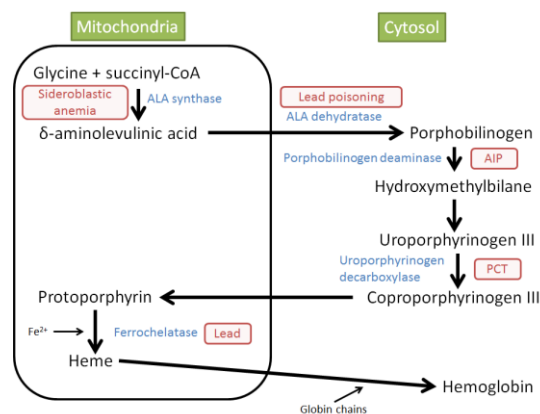 Mitochondria
Cytosol
Glycine + succinyl-CoA
Sideroblastic
anemia
ALA synthase
Lead poisoning
ALA dehydratase
δ-aminolevulinic acid
Porphobilinogen
Porphobilinogen deaminase
AIP
Hydroxymethylbilane
Uroporphyrinogen III
Uroporphyrinogen
decarboxylase
PCT
Protoporphyrin
Coproporphyrinogen III
Fe²⁺
Ferrochelatase
Lead
Heme
Hemoglobin
Globin chains